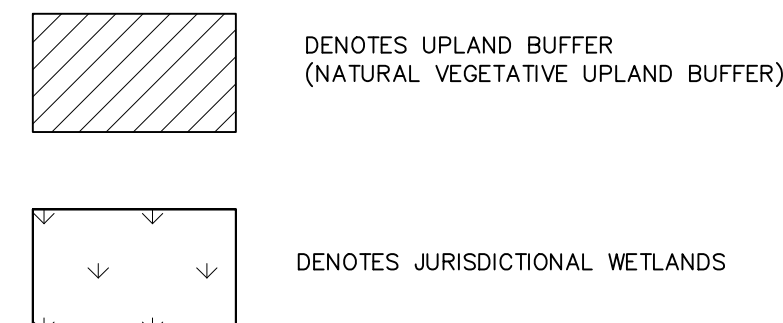 DENOTES UPLAND BUFFER
(NATURAL VEGETATIVE UPLAND BUFFER)
DENOTES JURISDICTIONAL WETLANDS